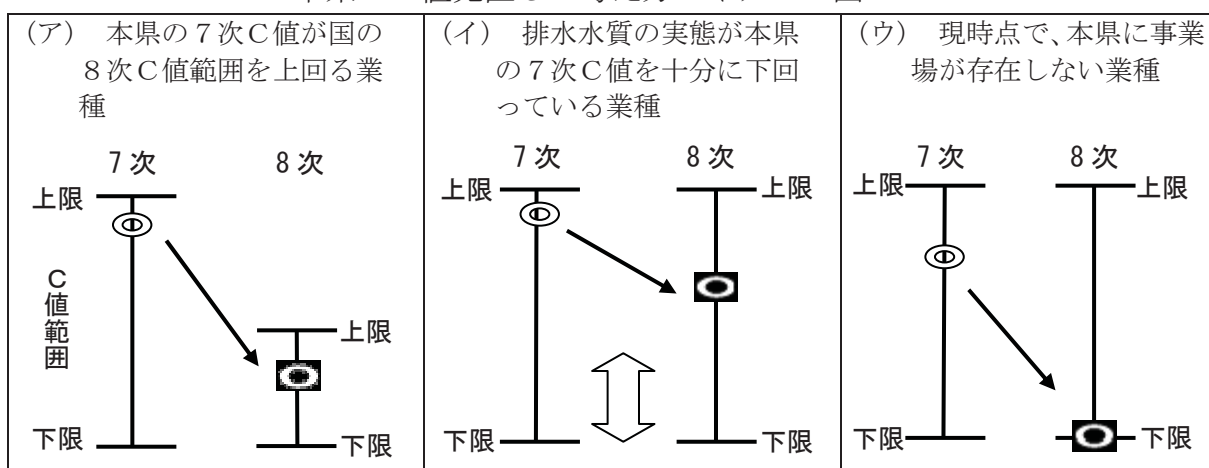 （ア）　本県の７次Ｃ値が国の
８次Ｃ値範囲を上回る業
種
7次
8次
上限
C値範囲
上限
下限
下限
（イ）　排水水質の実態が本県
の７次Ｃ値を十分に下回
っている業種
7次
8次
上限
上限
下限
下限
（ウ）　現時点で、本県に事業
場が存在しない業種
7次
8次
上限
上限
下限
下限